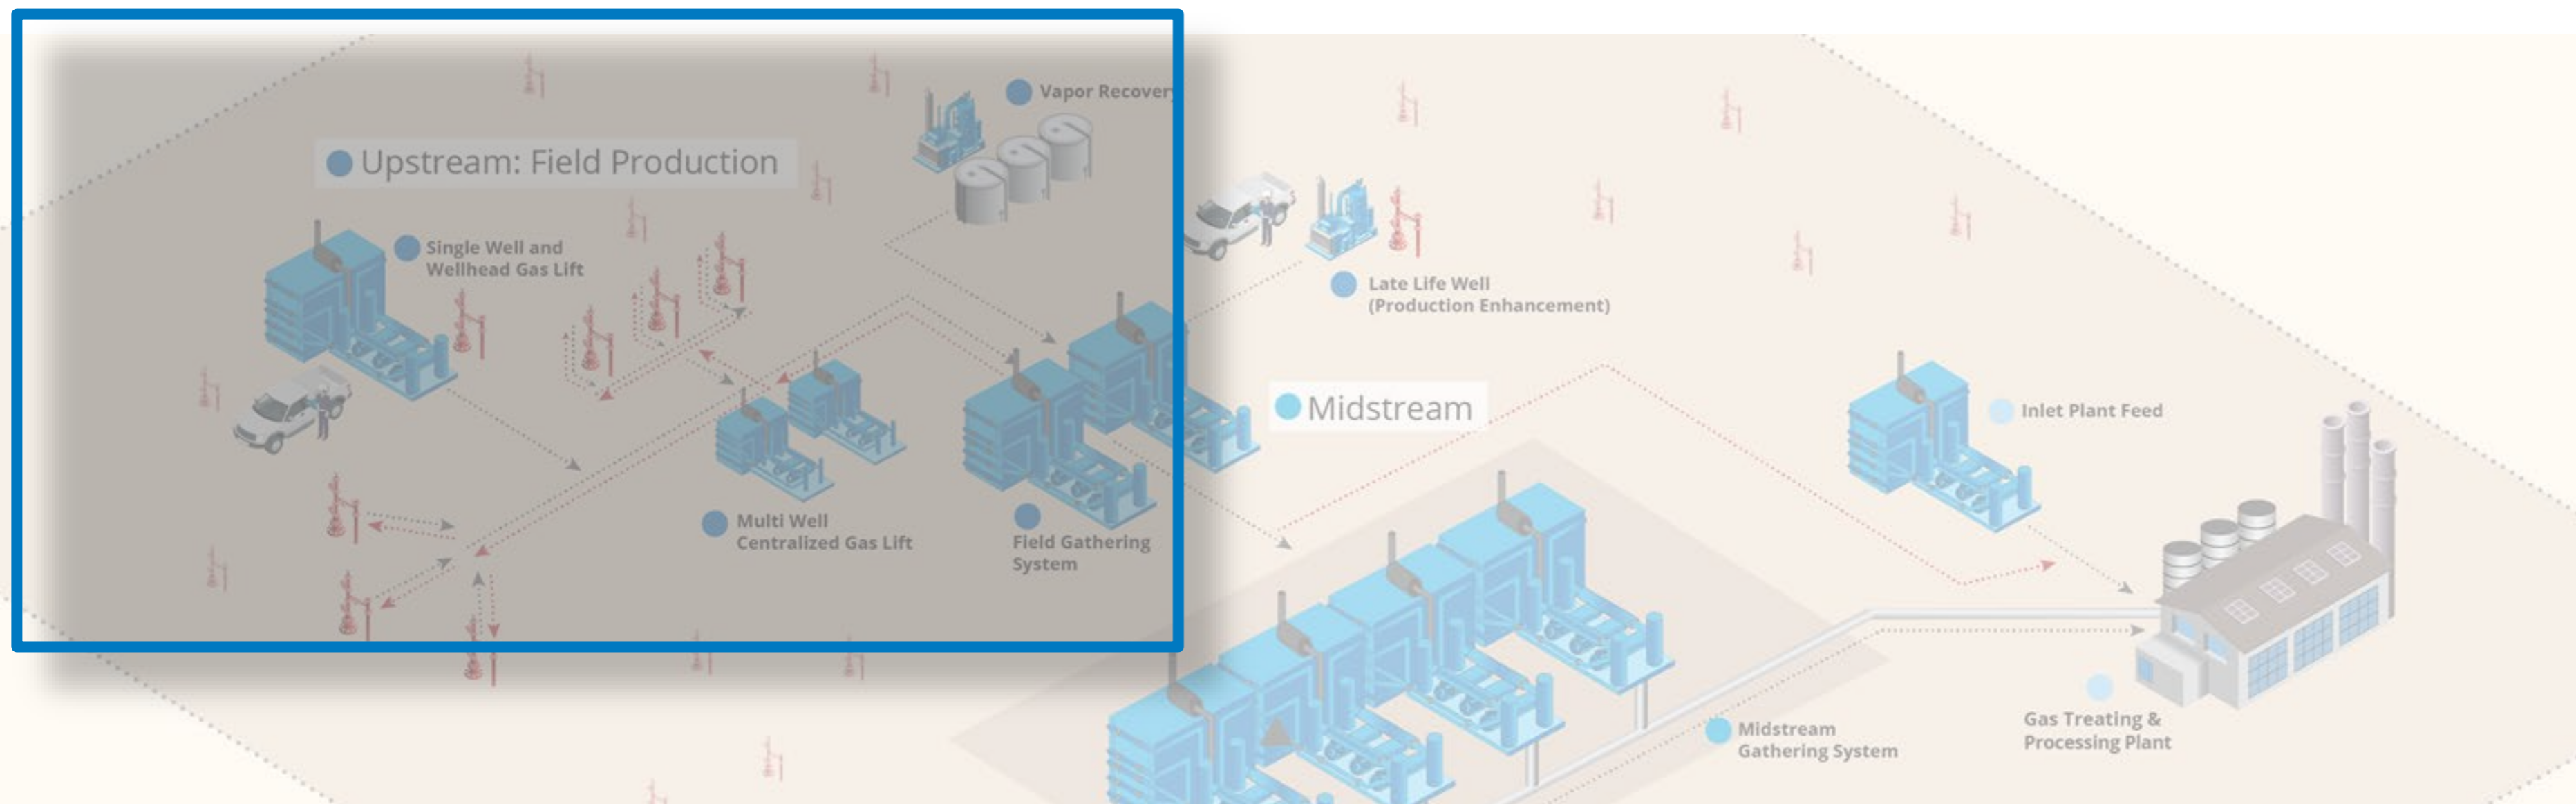 Vapor Recovery
Upstream: Field Production
Single Well and
Wellhead Gas Lift
Late Life Well
(Production Enhancement)
Midstream
Inlet Plant Feed
Multi Well
Centralized Gas Lift
Field Gathering
System
Midstream
Gathering System
Gas Treating &
Processing Plant